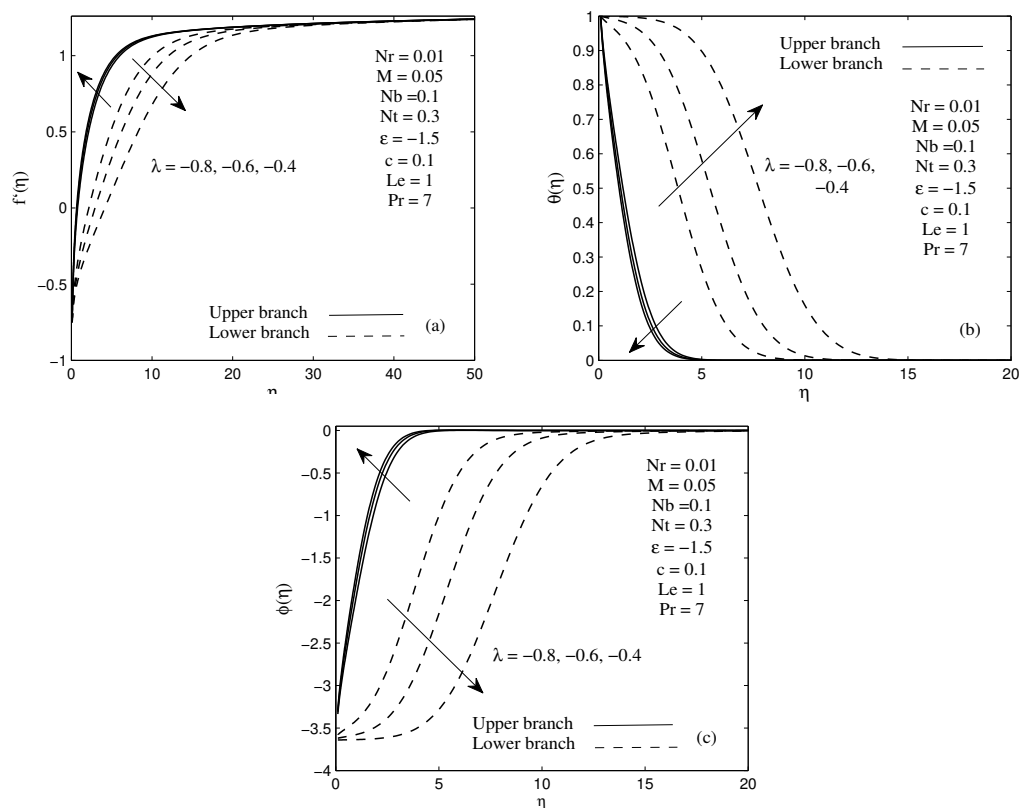 1
0.5
0
−0.5
−1
f‘(η)
Nr = 0.01
M = 0.05
Nb =0.1
Nt = 0.3
ε = −1.5
c = 0.1
Le = 1
Pr = 7
λ = −0.8, −0.6, −0.4
Upper branch
Lower branch
(a)
0 10 20 30 40 50
η
1
0.9
0.8
0.7
0.6
0.5
0.4
0.3
0.2
0.1
0
θ(η)
Upper branch
Lower branch
Nr = 0.01
M = 0.05
Nb =0.1
Nt = 0.3
ε = −1.5
c = 0.1
Le = 1
Pr = 7
λ = −0.8, −0.6,
−0.4
(b)
0 5 10 15 20
η
0
−0.5
−1
−1.5
−2
−2.5
−3
−3.5
−4
ϕ(η)
Nr = 0.01
M = 0.05
Nb =0.1
Nt = 0.3
ε = −1.5
c = 0.1
Le = 1
Pr = 7
λ = −0.8, −0.6, −0.4
Upper branch
Lower branch
(c)
0 5 10 15 20
η